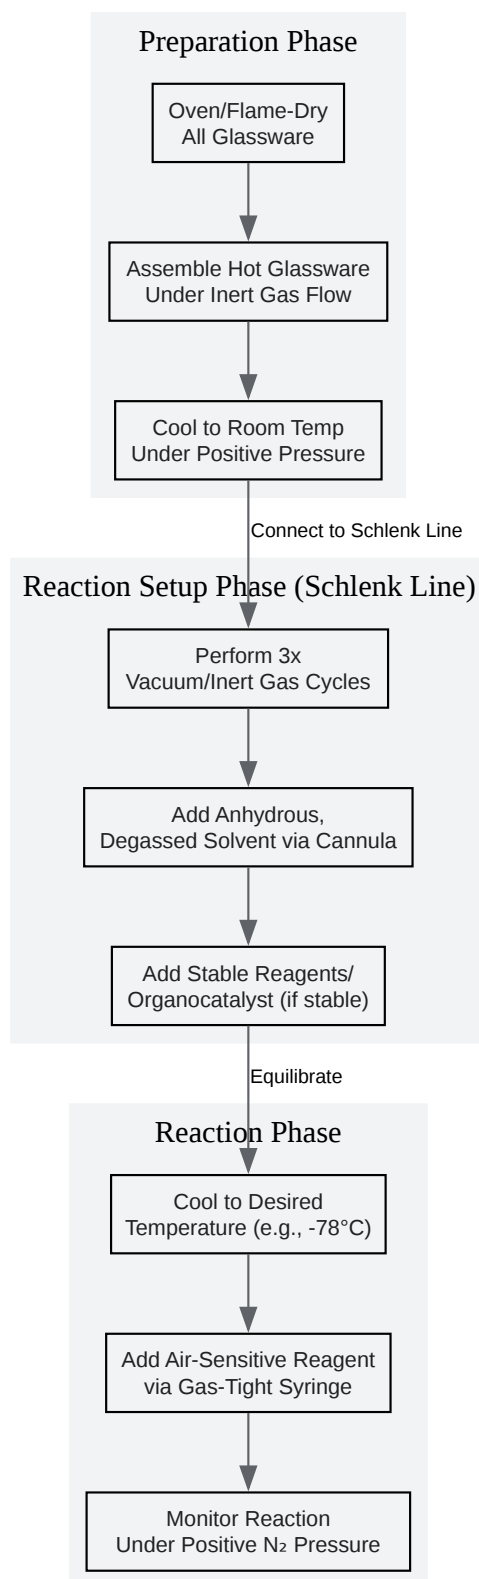 Preparation Phase
Oven/Flame-Dry
All Glassware
Assemble Hot Glassware
Under Inert Gas Flow
Cool to Room Temp
Under Positive Pressure
Connect to Schlenk Line
Reaction Setup Phase (Schlenk Line)
Perform 3x
Vacuum/Inert Gas Cycles
Add Anhydrous,
Degassed Solvent via Cannula
Add Stable Reagents/
Organocatalyst (if stable)
Equilibrate
Reaction Phase
Cool to Desired
Temperature (e.g., -78°C)
Add Air-Sensitive Reagent
via Gas-Tight Syringe
Monitor Reaction
Under Positive N₂ Pressure